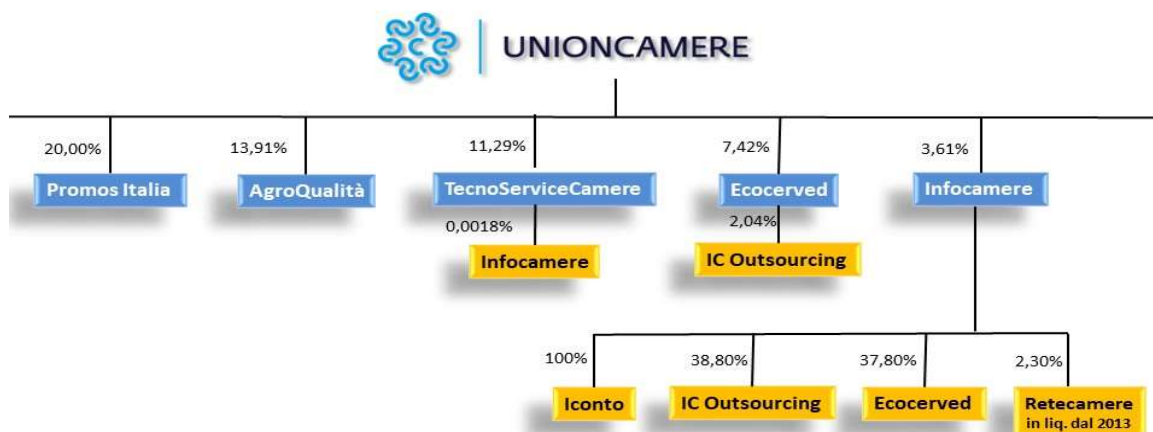 UNIONCAMERE
20,00% 13,91% 11,29% 7,42% 3,61%
Promos Italia AgroQualità TecnoServiceCamere Ecocerved Infocamere
0,0018% 2,04%
Infocamere IC Outsourcing
100% 38,80% 37,80% 2,30%
Iconto IC Outsourcing Ecocerved Retecamere
in liq. dal 2013